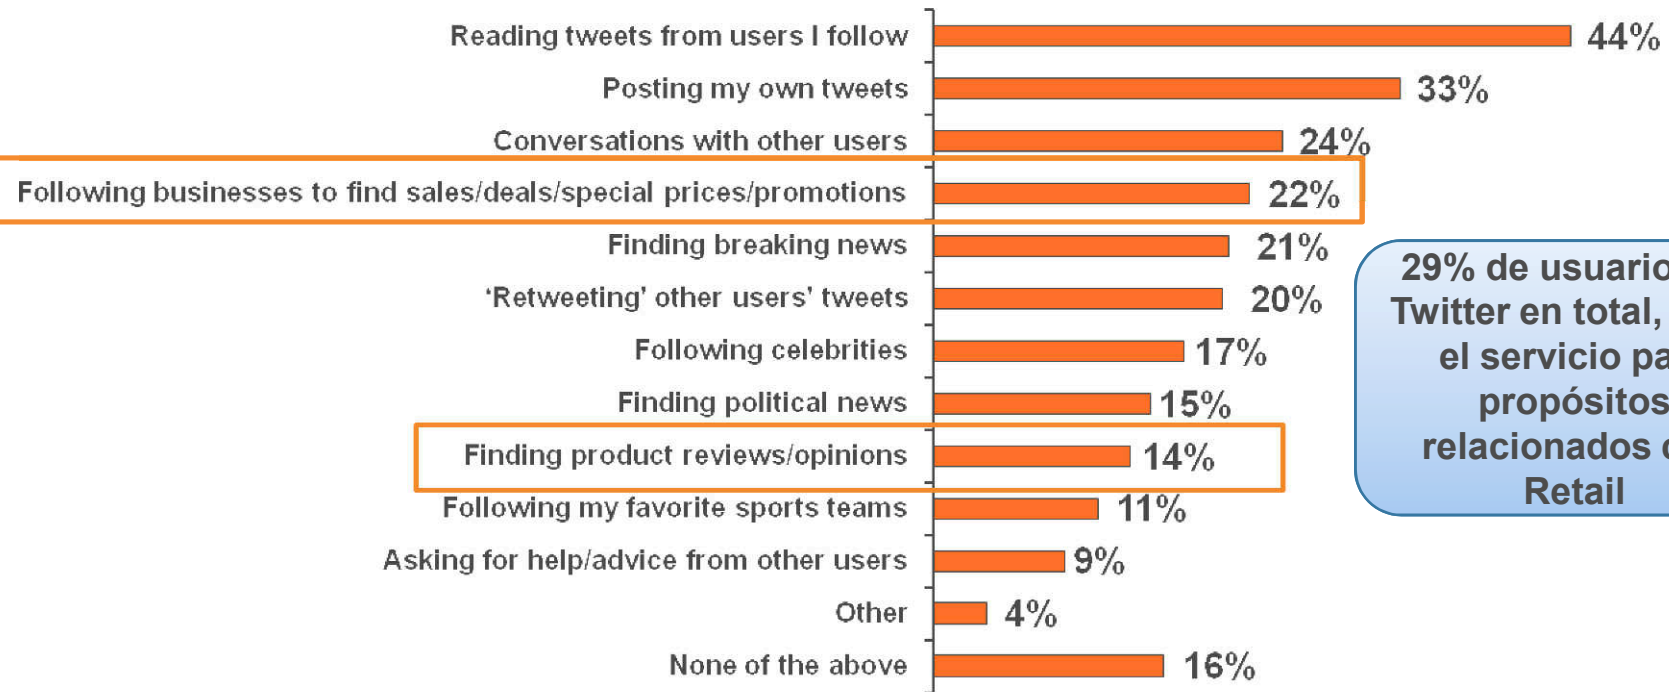 Reading tweets from users I follow 44%
Posting my own tweets 33%
Conversations with other users 24%
Following businesses to find sales/deals/special prices/promotions 22%
Finding breaking news 21%
‘Retweeting’ other users’ tweets 20%
Following celebrities 17%
Finding political news 15%
Finding product reviews/opinions 14%
Following my favorite sports teams 11%
Asking for help/advice from other users 9%
Other 4%
None of the above 16%
29% de
Twitter en total,
el servicio
propósitos
relacionados
Retail